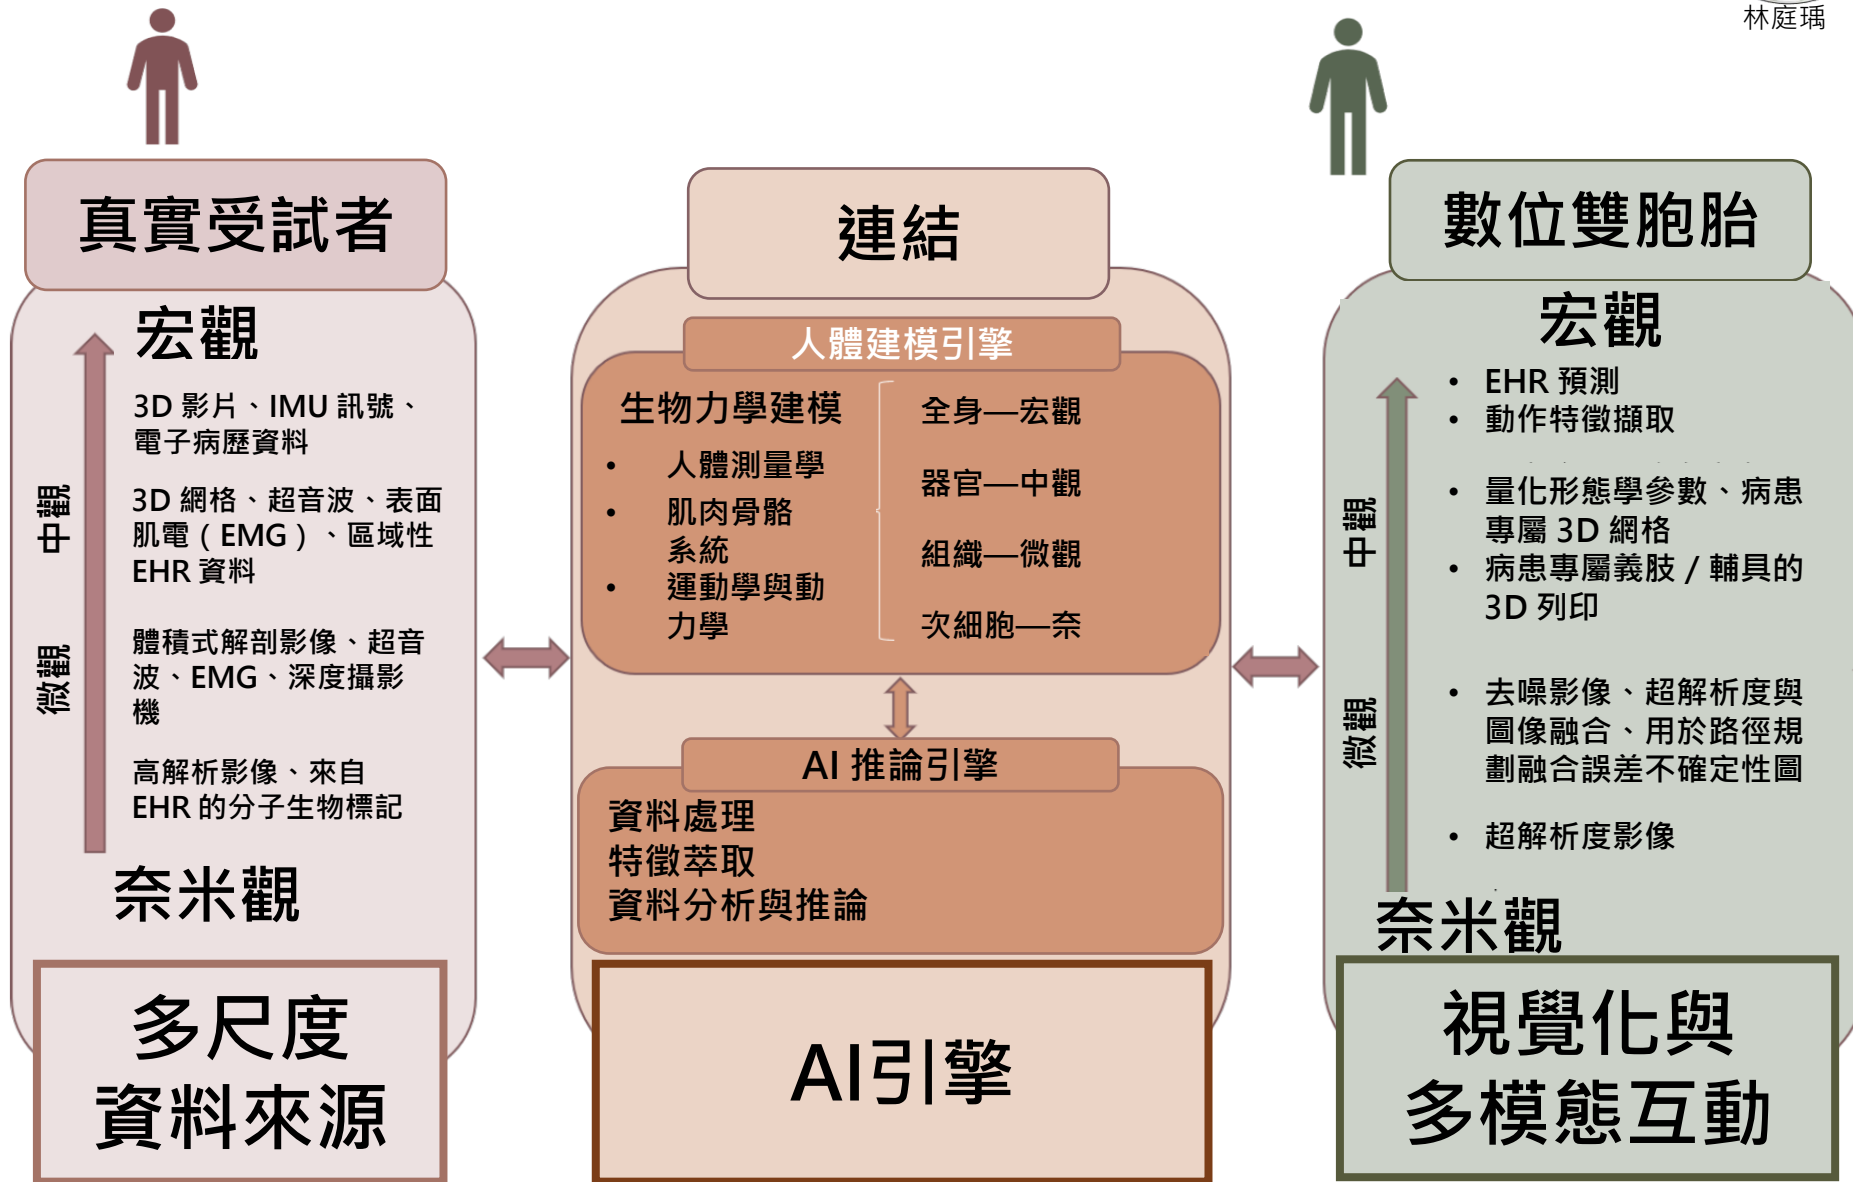 林庭瑀
真實受試者
宏觀
3D 影片、IMU 訊號、
電子病歷資料
中觀
3D 網格、超音波、表面
肌電（EMG）、區域性
EHR 資料
微觀
體積式解剖影像、超音
波、EMG、深度攝影
機
高解析影像、來自
EHR 的分子生物標記
奈米觀
多尺度
資料來源
連結
人體建模引擎
生物力學建模
• 人體測量學
• 肌肉骨骼
系統
• 運動學與動
力學
全身—宏觀
器官—中觀
組織—微觀
次細胞—奈
AI 推論引擎
資料處理
特徵萃取
資料分析與推論
AI引擎
數位雙胞胎
宏觀
• EHR 預測
• 動作特徵擷取
中觀
• 量化形態學參數、病患
專屬 3D 網格
• 病患專屬義肢 / 輔具的
3D 列印
微觀
• 去噪影像、超解析度與
圖像融合、用於路徑規
劃融合誤差不確定性圖
• 超解析度影像
奈米觀
視覺化與
多模態互動